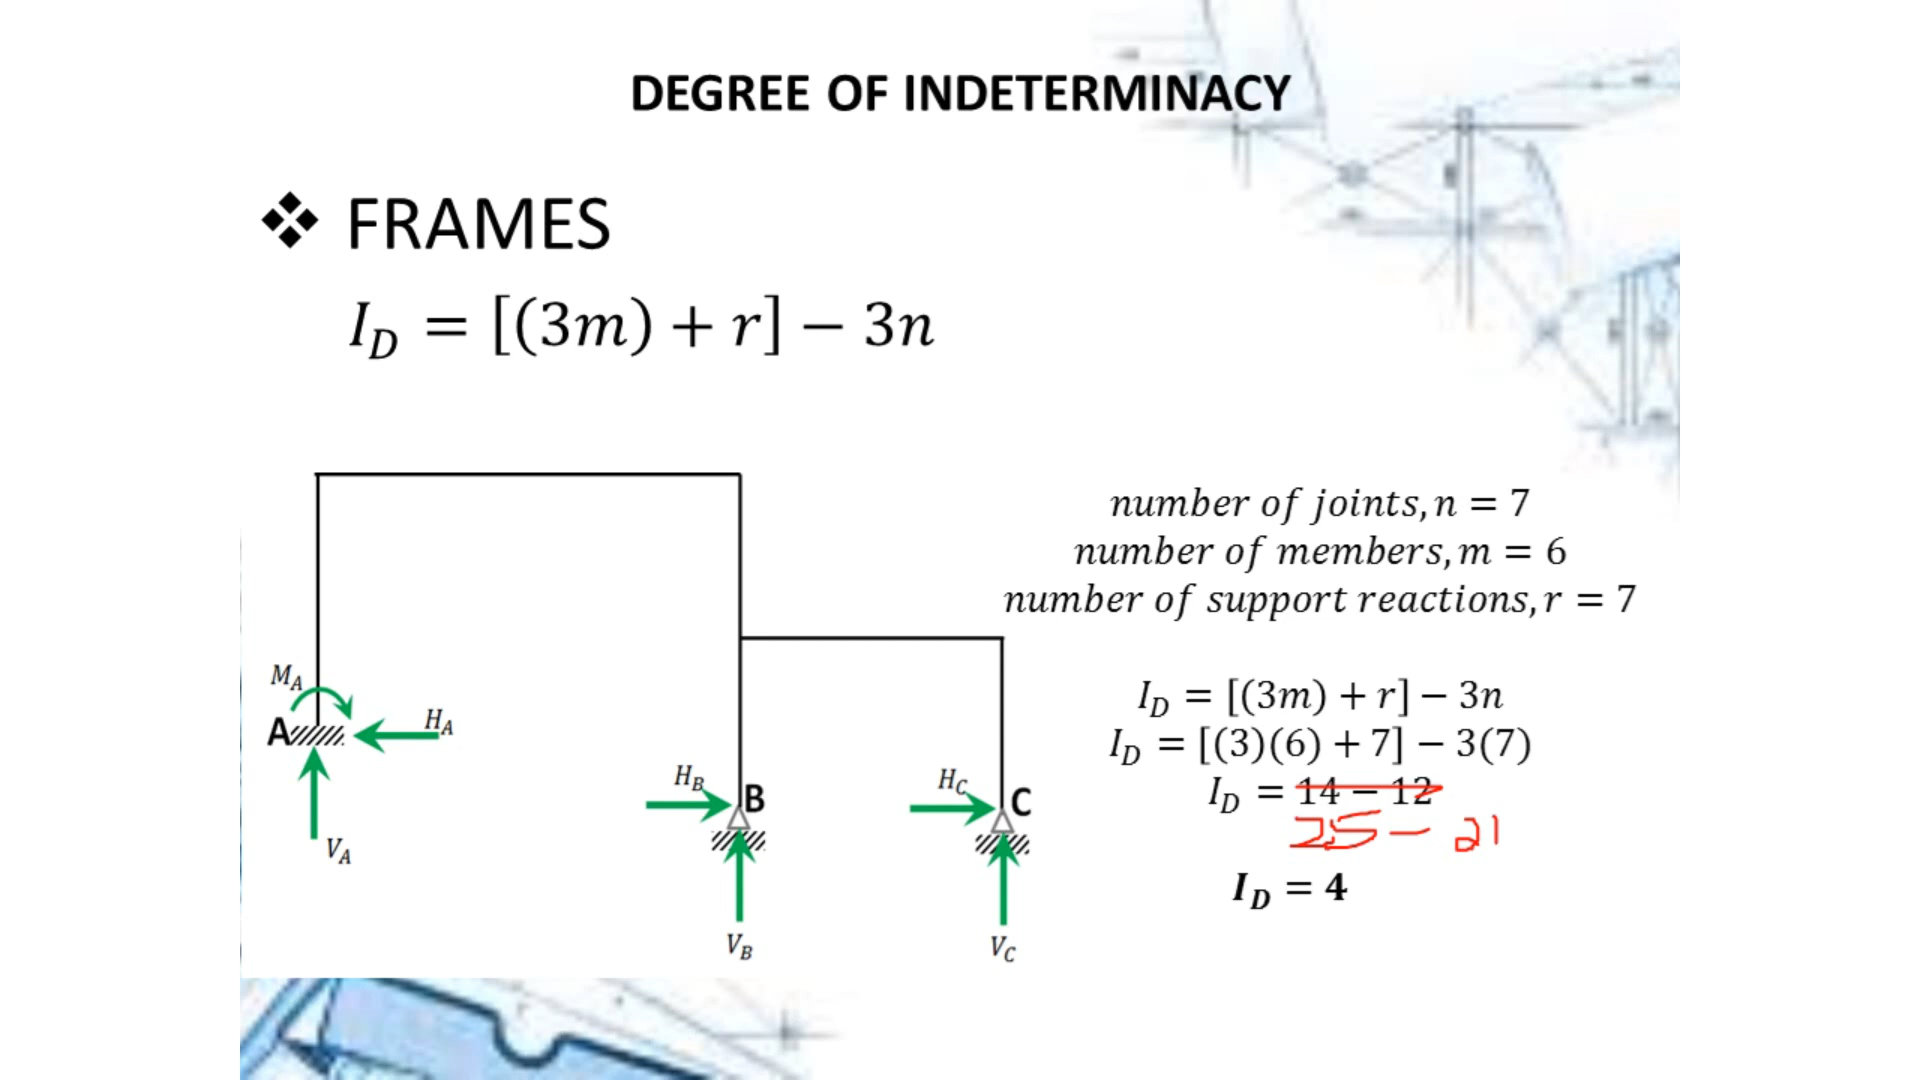 DEGREE OF INDETERMINACY
❖ FRAMES
I_D = [(3m) + r] − 3n
number of joints, n = 7
number of members, m = 6
number of support reactions, r = 7
I_D = [(3m) + r] − 3n
I_D = [(3)(6) + 7] − 3(7)
I_D = 14 − 12
25 − 21
I_D = 4
M_A
A
H_A
V_A
H_B
B
V_B
H_C
C
V_C